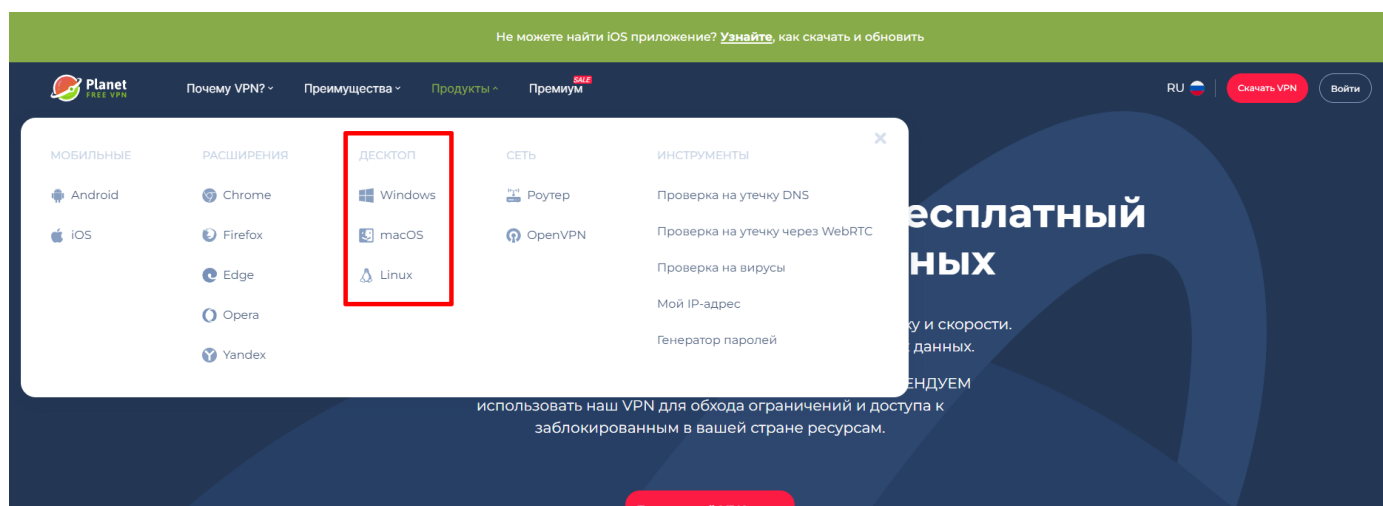 Не можете найти iOS приложение? Узнайте, как скачать и обновить
Planet
FREE VPN
Почему VPN?
Преимущества
Продукты
Премиум
SALE
RU
Скачать VPN
Войти
МОБИЛЬНЫЕ
Android
iOS
РАСШИРЕНИЯ
Chrome
Firefox
Edge
Opera
Yandex
ДЕСКТОП
Windows
macOS
Linux
СЕТЬ
Роутер
OpenVPN
ИНСТРУМЕНТЫ
Проверка на утечку DNS
Проверка на утечку через WebRTC
Проверка на вирусы
Мой IP-адрес
Генератор паролей
есплатный
ных
у и скорости.
данных.
ЕНДУЕМ
использовать наш VPN для обхода ограничений и доступа к
заблокированным в вашей стране ресурсам.